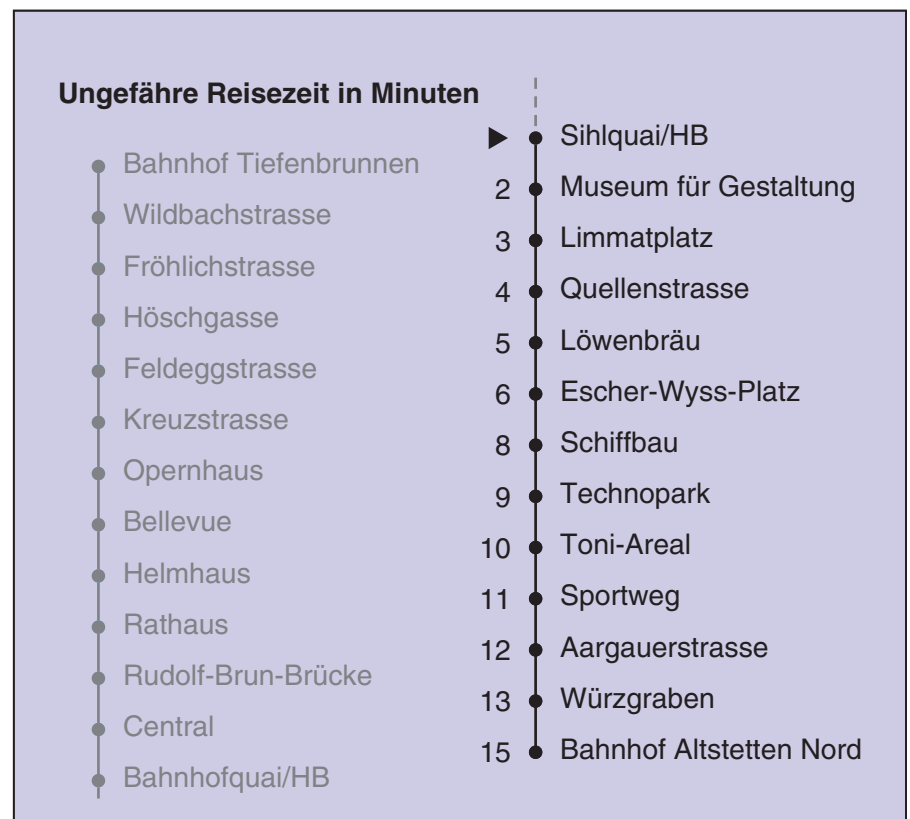 Ungefähre Reisezeit in Minuten
Bahnhof Tiefenbrunnen
Wildbachstrasse
Fröhlichstrasse
Höschgasse
Feldeggstrasse
Kreuzstrasse
Opernhaus
Bellevue
Helmhaus
Rathaus
Rudolf-Brun-Brücke
Central
Bahnhofquai/HB
Sihlquai/HB
2 Museum für Gestaltung
3 Limmatplatz
4 Quellenstrasse
5 Löwenbräu
6 Escher-Wyss-Platz
8 Schiffbau
9 Technopark
10 Toni-Areal
11 Sportweg
12 Aargauerstrasse
13 Würzgraben
15 Bahnhof Altstetten Nord